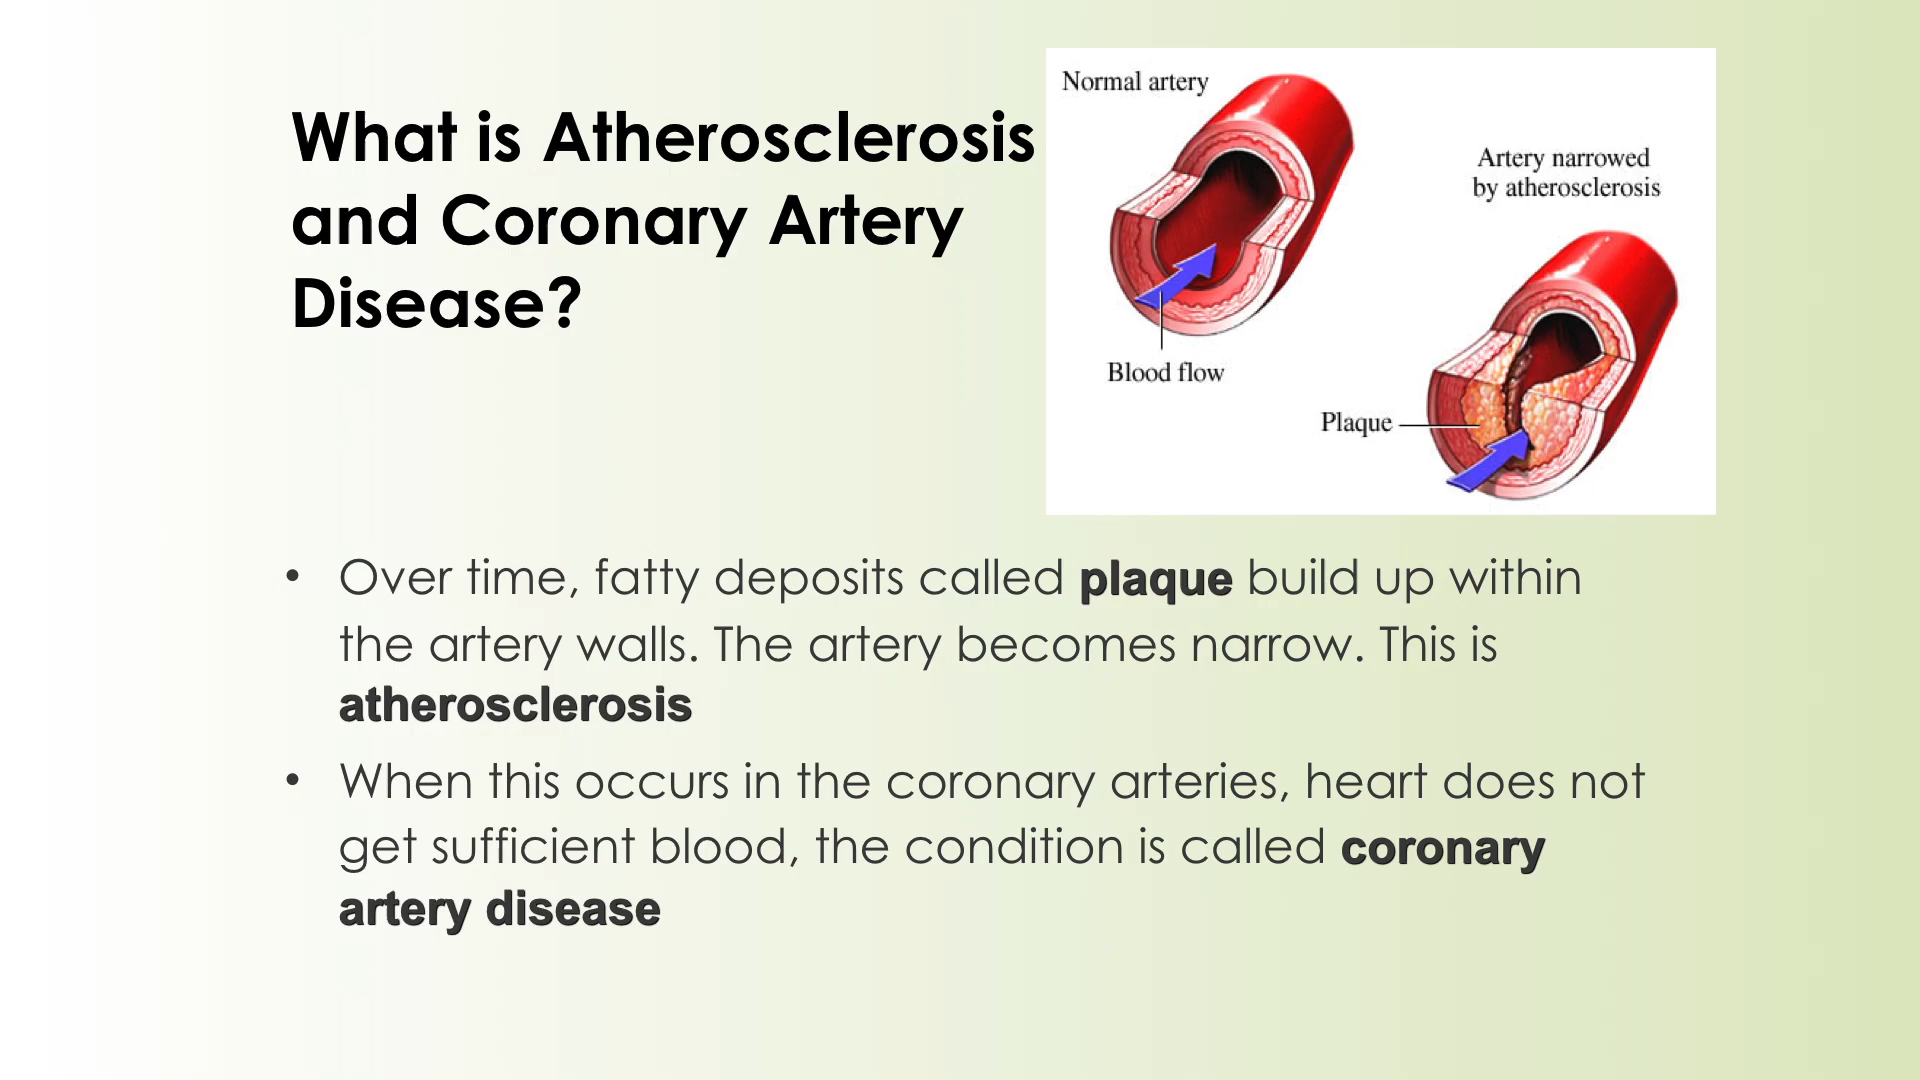 What is Atherosclerosis
and Coronary Artery
Disease?
Normal artery
Artery narrowed
by atherosclerosis
Blood flow
Plaque
• Over time, fatty deposits called plaque build up within
the artery walls. The artery becomes narrow. This is
atherosclerosis
• When this occurs in the coronary arteries, heart does not
get sufficient blood, the condition is called coronary
artery disease